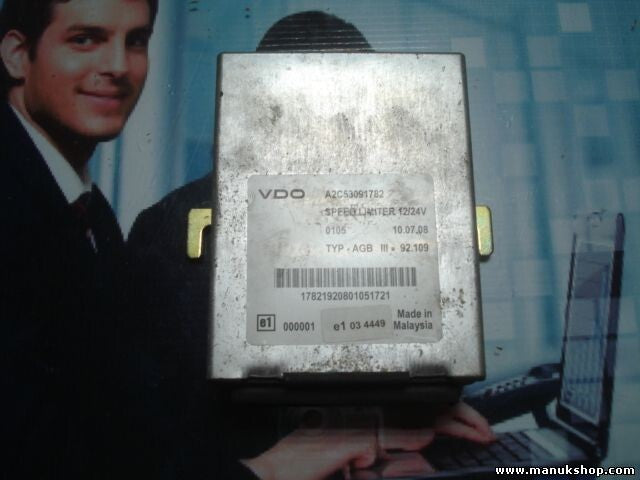 VDO A2C53091782
SPEED LIMITER 12/24V
0105 10.07.08
TYP - AGB III - 92.109
17821920801051721
e1 000001 e1 03 4449 Made in
Malaysia
www.manukshop.com